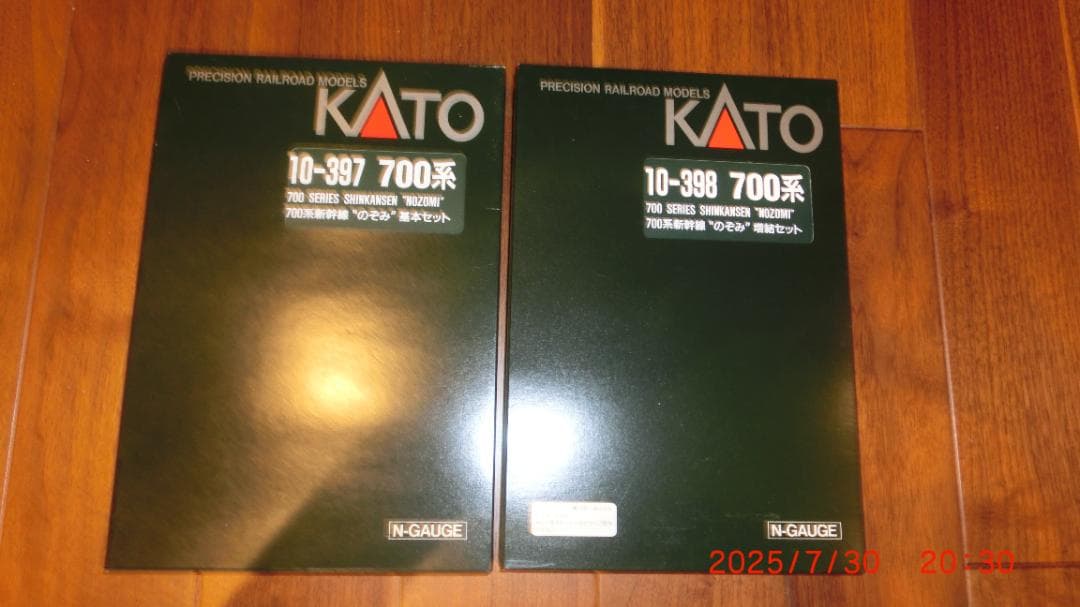 PRECISION RAILROAD MODELS
KATO
10-397 700系
700 SERIES SHINKANSEN "NOZOMI"
700系新幹線 "のぞみ" 基本セット
N-GAUGE
PRECISION RAILROAD MODELS
KATO
10-398 700系
700 SERIES SHINKANSEN "NOZOMI"
700系新幹線 "のぞみ" 増結セット
N-GAUGE
2025/7/30 20:30